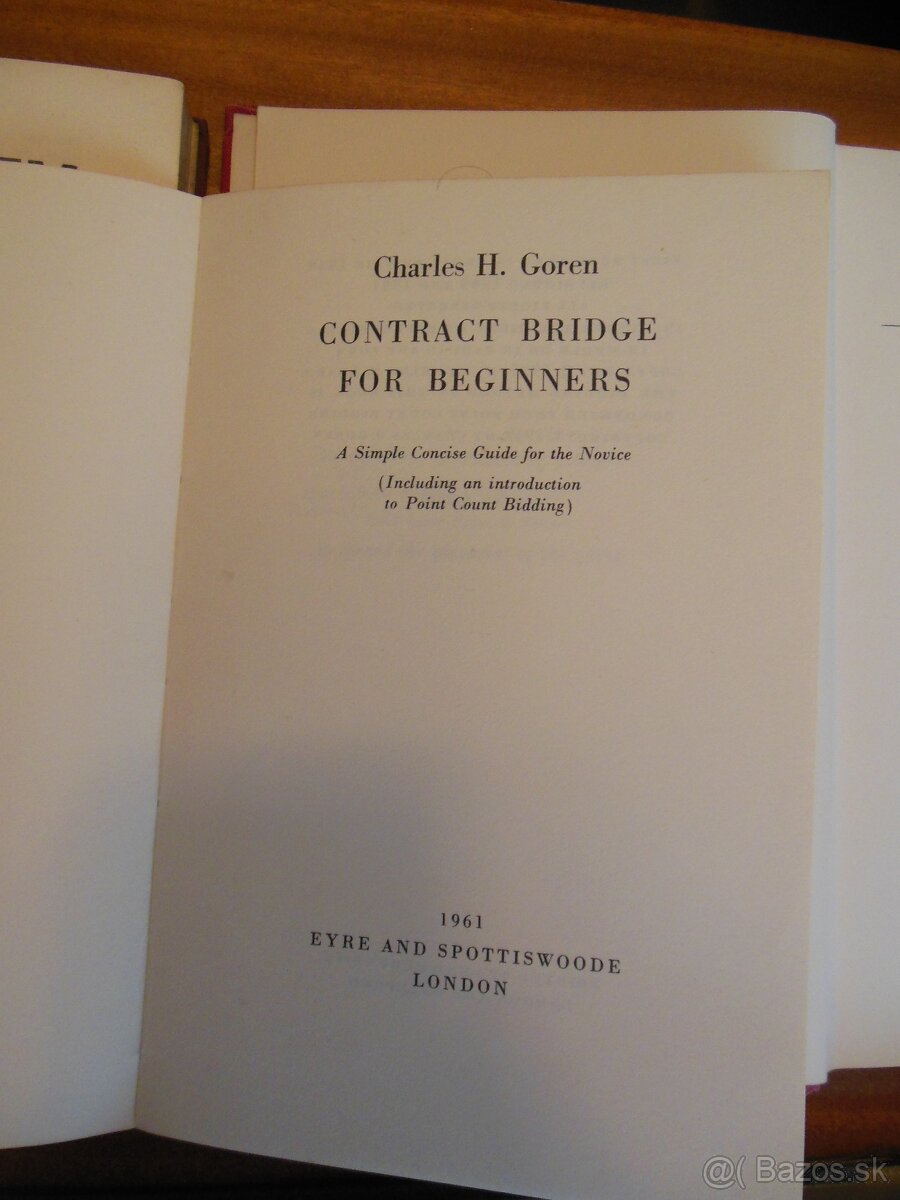 Charles H. Goren
CONTRACT BRIDGE
FOR BEGINNERS
A Simple Concise Guide for the Novice
(Including an introduction
to Point Count Bidding)
1961
EYRE AND SPOTTISWOODE
LONDON
@( Bazos.sk